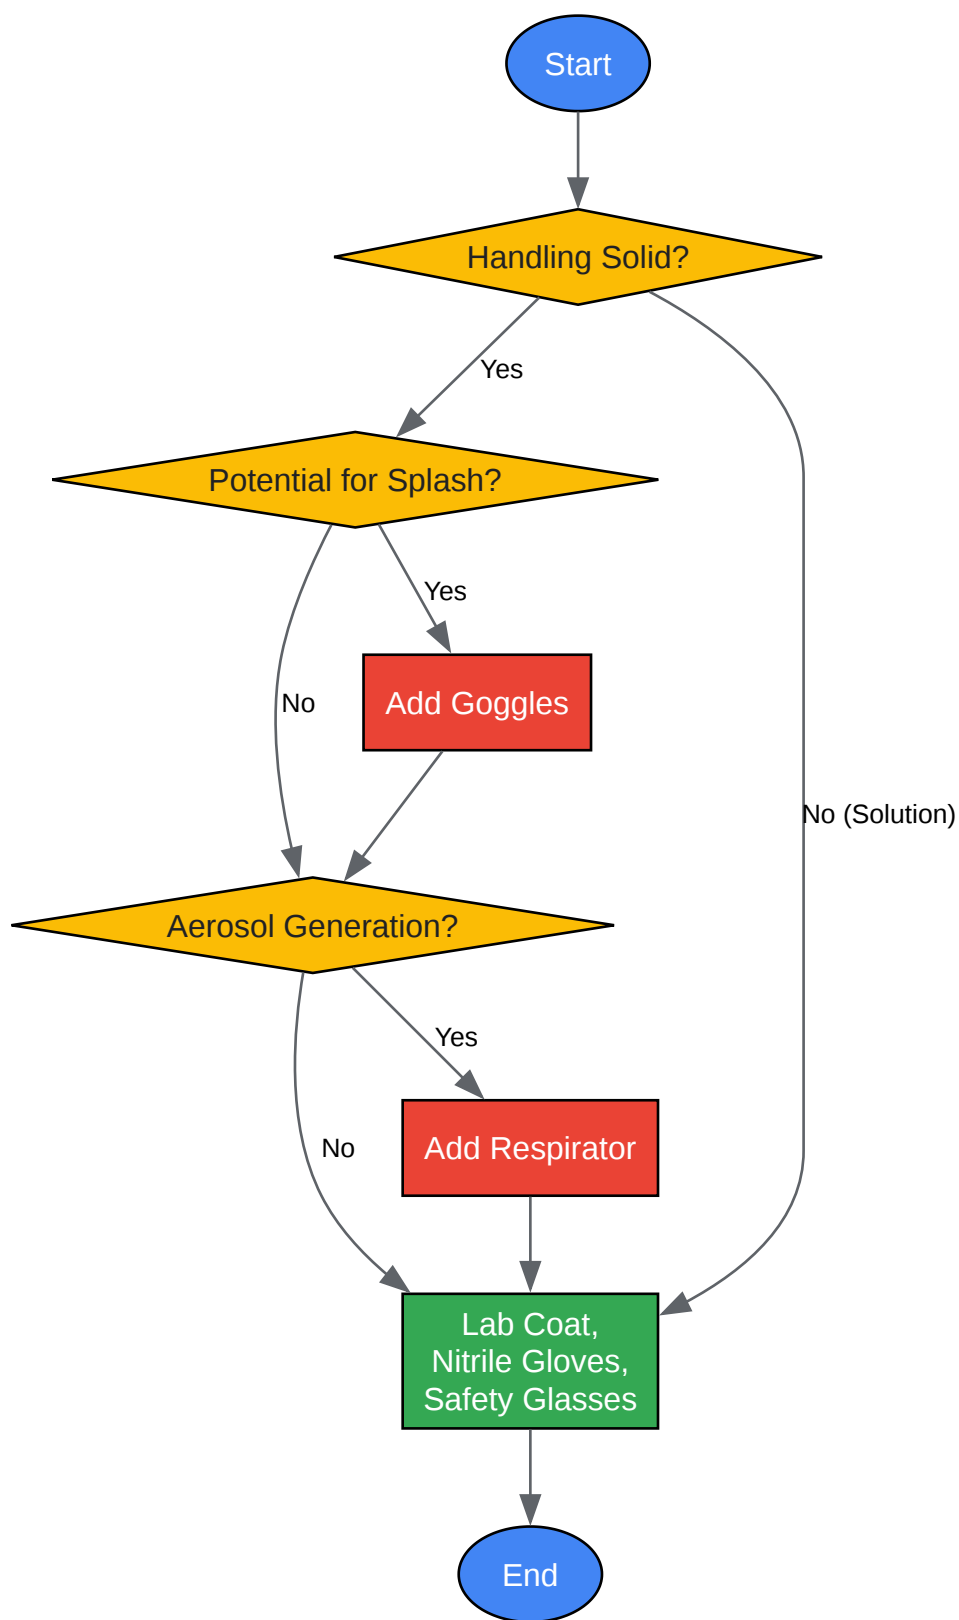 Start
Handling Solid?
Yes
Potential for Splash?
Yes
No
Add Goggles
No (Solution)
Aerosol Generation?
Yes
No
Add Respirator
Lab Coat,
Nitrile Gloves,
Safety Glasses
End